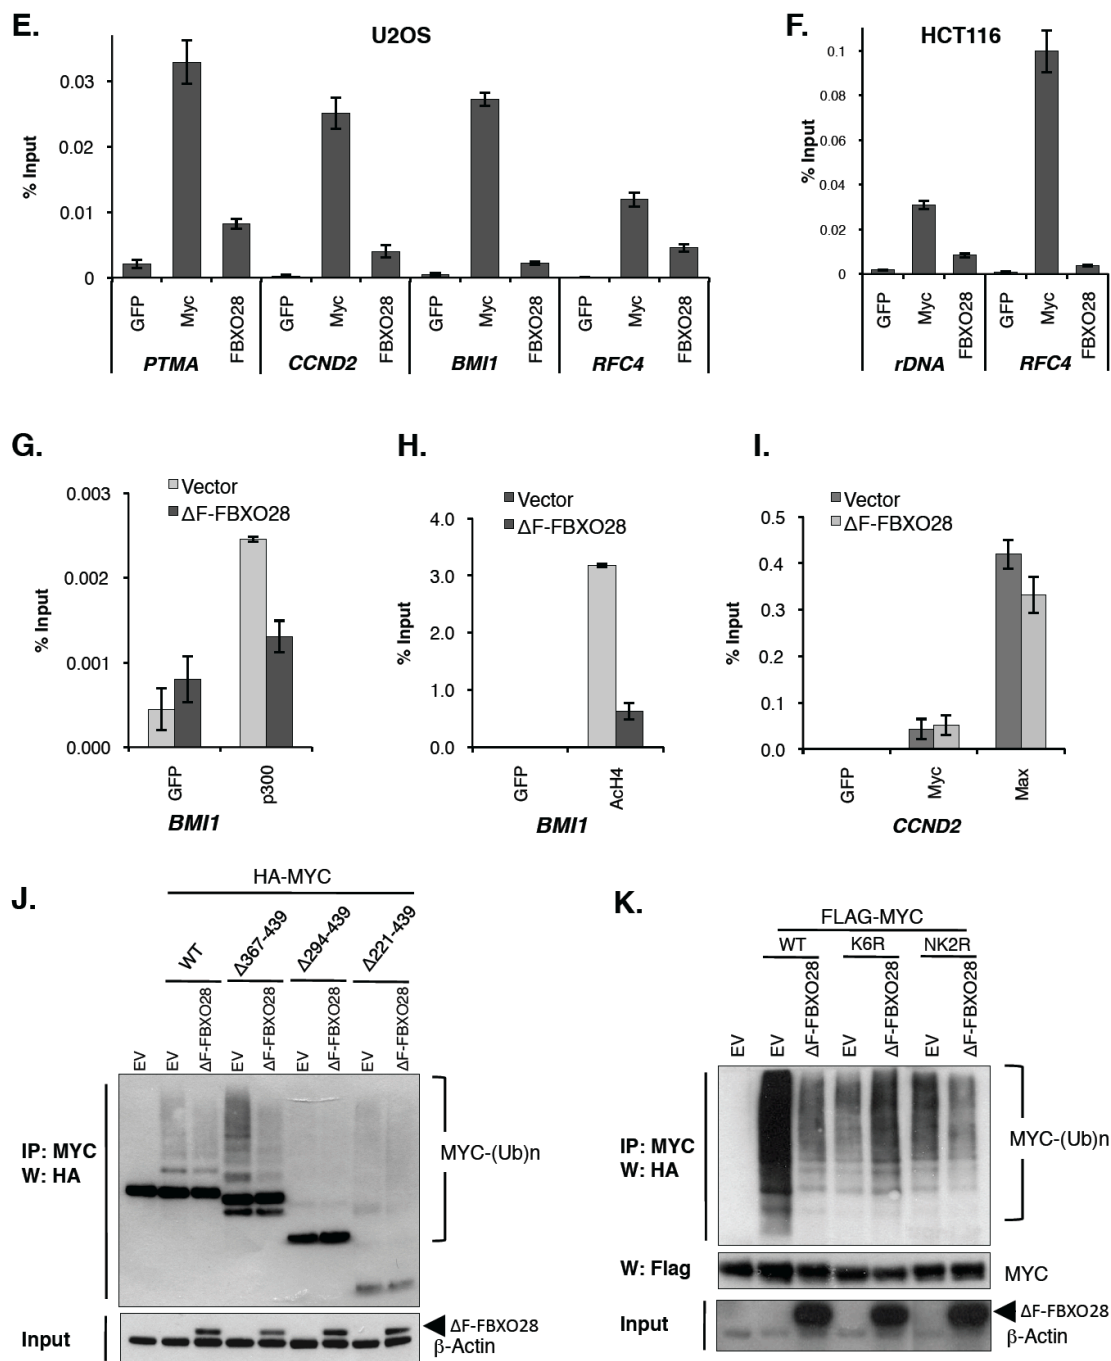 E.
U2OS
% Input
0.03
0.02
0.01
0
GFP
Myc
FBXO28
GFP
Myc
FBXO28
GFP
Myc
FBXO28
GFP
Myc
FBXO28
PTMA
CCND2
BMI1
RFC4
F.
HCT116
% Input
0.1
0.08
0.06
0.04
0.02
0
GFP
Myc
FBXO28
GFP
Myc
FBXO28
rDNA
RFC4
G.
Vector
ΔF-FBXO28
% Input
0.003
0.002
0.001
0.000
GFP
p300
BMI1
H.
Vector
ΔF-FBXO28
% Input
4.0
3.0
2.0
1.0
0.0
GFP
AcH4
BMI1
I.
Vector
ΔF-FBXO28
% Input
0.5
0.4
0.3
0.2
0.1
0.0
GFP
Myc
Max
CCND2
J.
HA-MYC
WT
Δ367-439
Δ294-439
Δ221-439
EV
EV
ΔF-FBXO28
EV
ΔF-FBXO28
EV
ΔF-FBXO28
EV
ΔF-FBXO28
IP: MYC
W: HA
MYC-(Ub)n
Input
ΔF-FBXO28
β-Actin
K.
FLAG-MYC
WT
K6R
NK2R
EV
EV
ΔF-FBXO28
EV
ΔF-FBXO28
EV
ΔF-FBXO28
IP: MYC
W: HA
MYC-(Ub)n
W: Flag
MYC
Input
ΔF-FBXO28
β-Actin